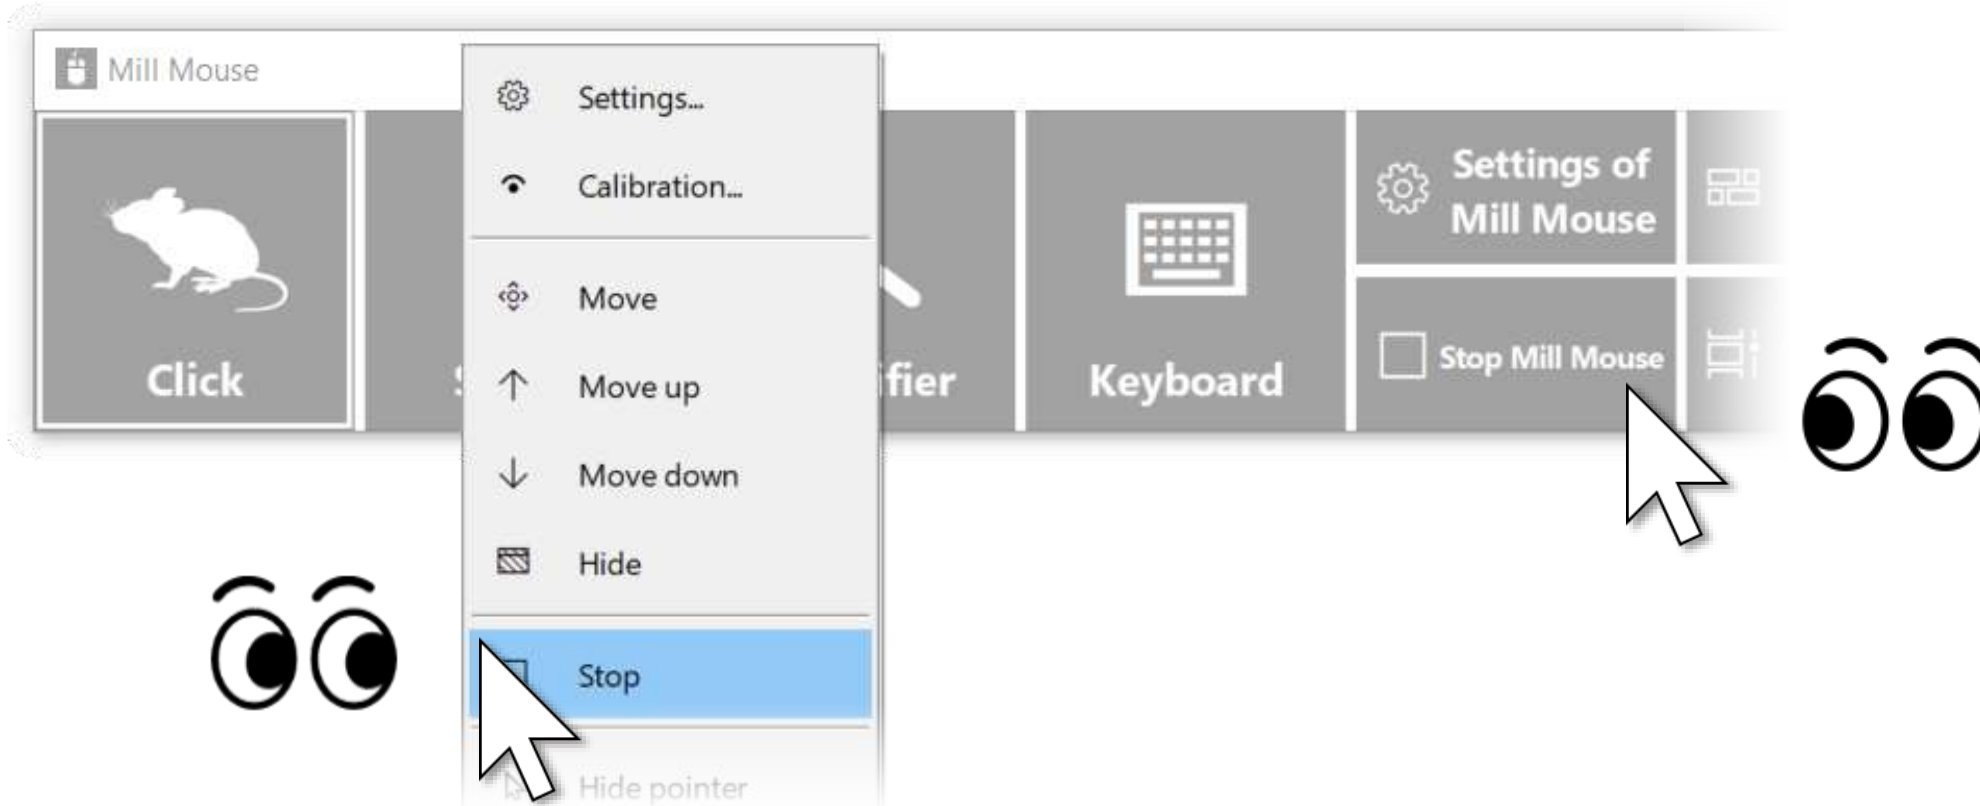 Mill Mouse
Settings...
Calibration...
Move
Move up
Move down
Hide
Stop
Hide pointer
Click
fier
Keyboard
Settings of
Mill Mouse
Stop Mill Mouse